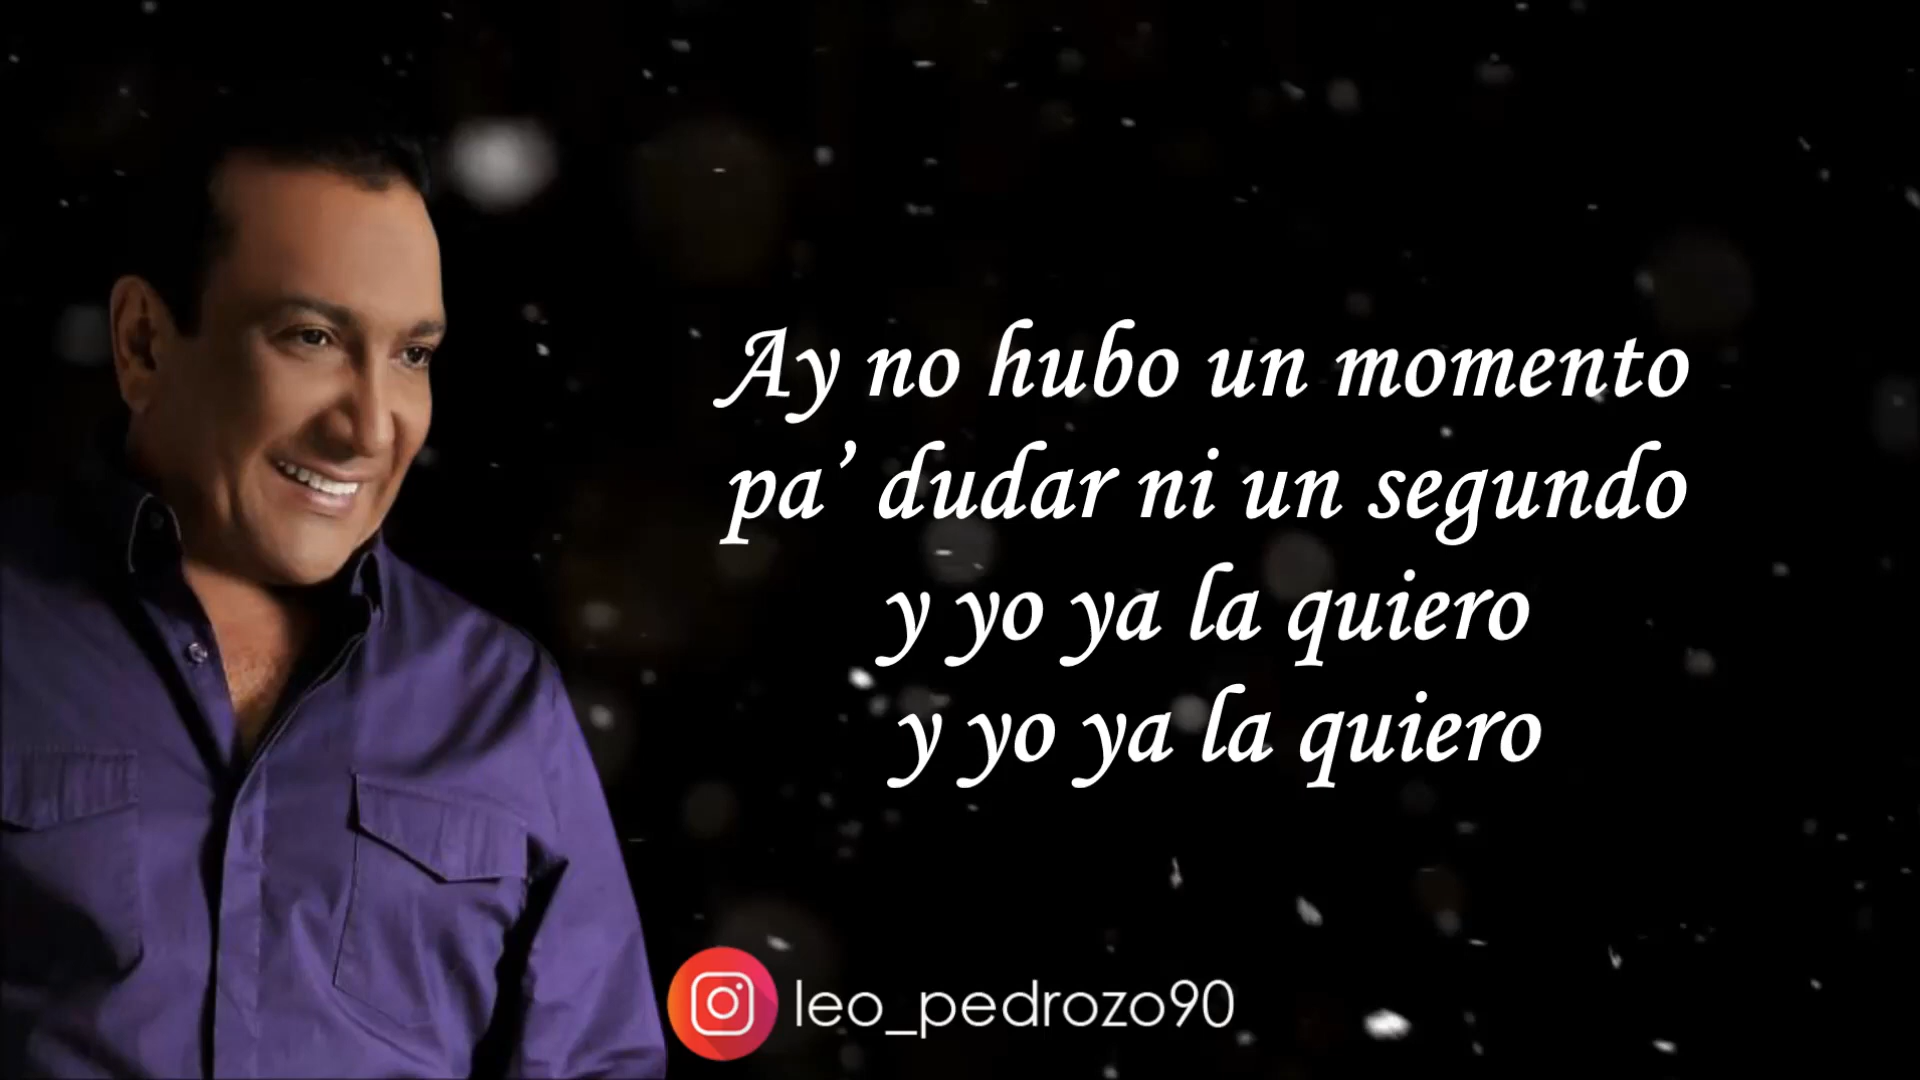 Ay no hubo un momento
pa’ dudar ni un segundo
y yo ya la quiero
y yo ya la quiero
leo_pedrozo90